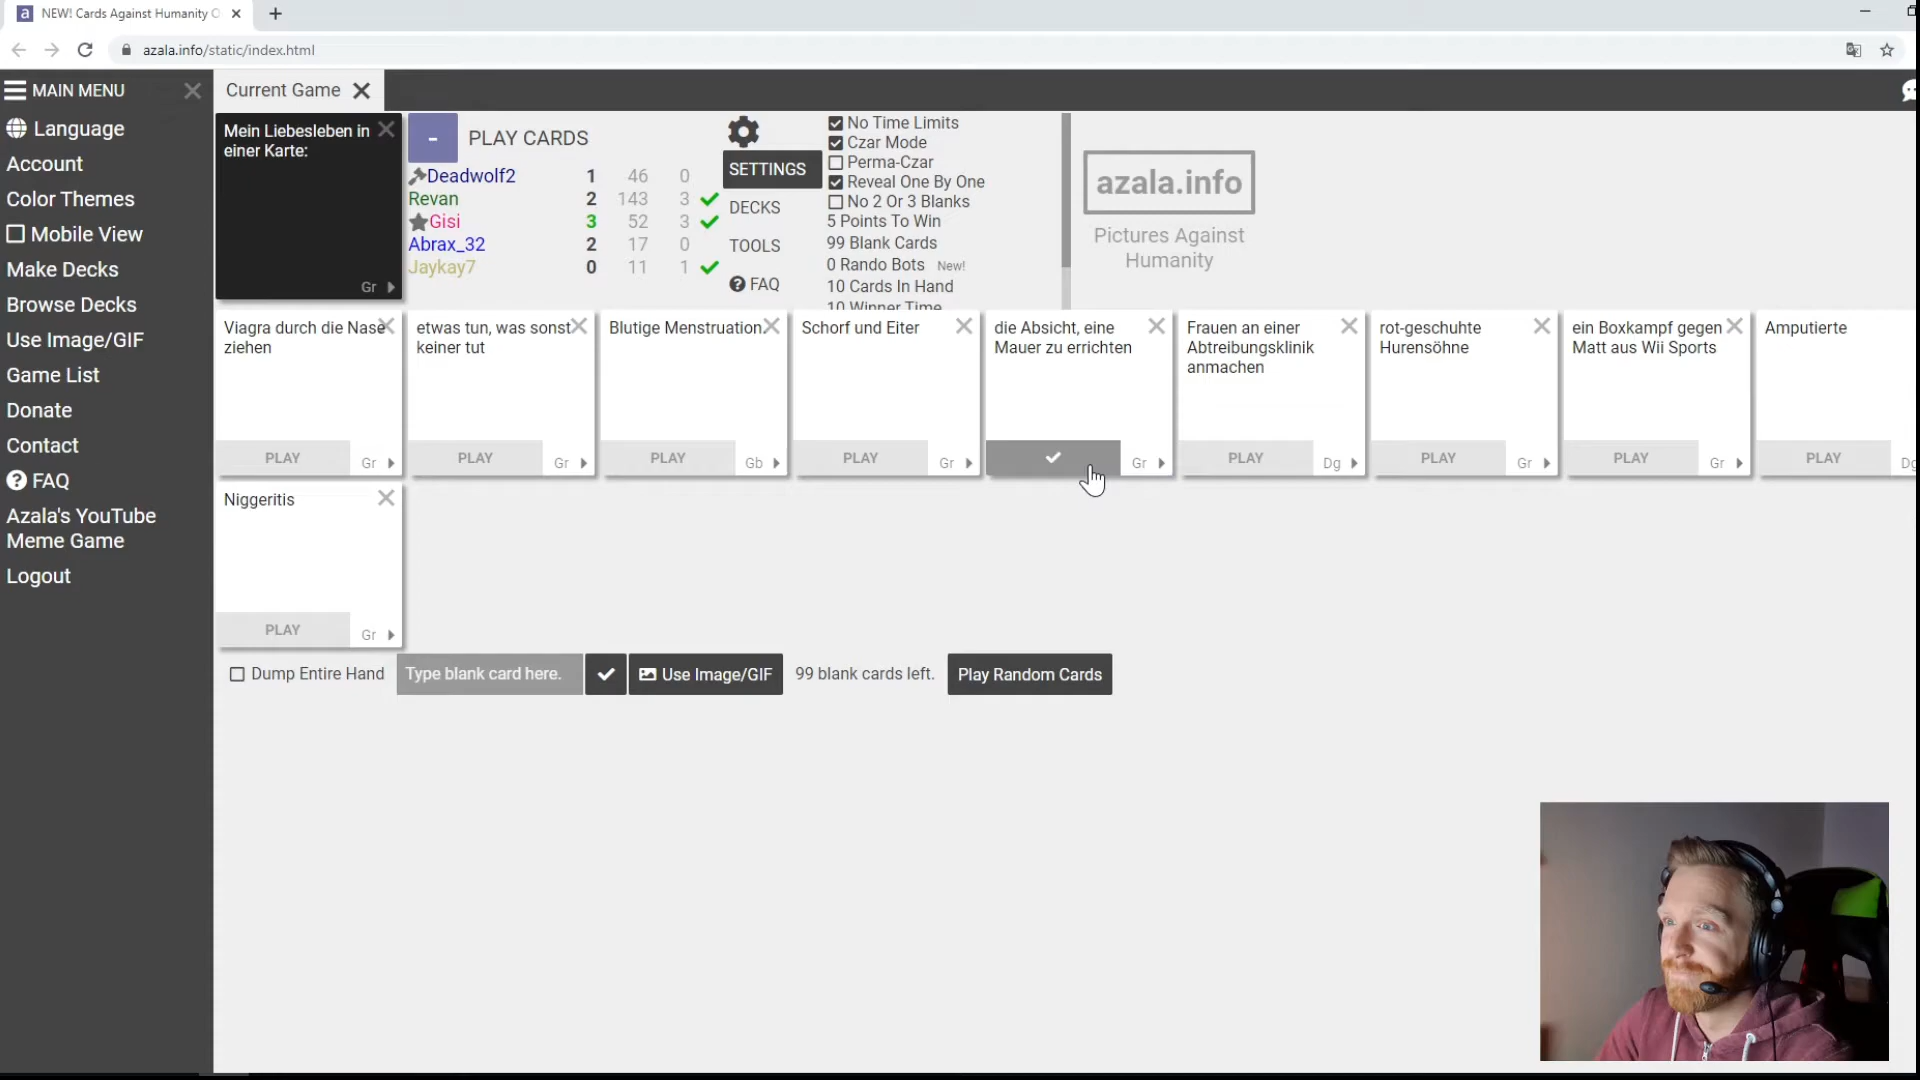 NEW! Cards Against Humanity O
azala.info/static/index.html
MAIN MENU
Language
Account
Color Themes
Mobile View
Make Decks
Browse Decks
Use Image/GIF
Game List
Donate
Contact
FAQ
Azala's YouTube
Meme Game
Logout
Current Game
Mein Liebesleben in
einer Karte:
Gr
-
PLAY CARDS
Deadwolf2 1 46 0
Revan 2 143 3
Gisi 3 52 3
Abrax_32 2 17 0
Jaykay7 0 11 1
SETTINGS
DECKS
TOOLS
FAQ
No Time Limits
Czar Mode
Perma-Czar
Reveal One By One
No 2 Or 3 Blanks
5 Points To Win
99 Blank Cards
0 Rando Bots New!
10 Cards In Hand
10 Winner Time
azala.info
Pictures Against
Humanity
Viagra durch die Nase
ziehen
PLAY Gr
etwas tun, was sonst
keiner tut
PLAY Gr
Blutige Menstruation.
PLAY Gb
Schorf und Eiter
PLAY Gr
die Absicht, eine
Mauer zu errichten
Gr
Frauen an einer
Abtreibungsklinik
anmachen
PLAY Dg
rot-geschuhte
Hurensöhne
PLAY Gr
ein Boxkampf gegen
Matt aus Wii Sports
PLAY Gr
Amputierte
PLAY Dg
Niggeritis
PLAY Gr
Dump Entire Hand
Type blank card here.
Use Image/GIF
99 blank cards left.
Play Random Cards